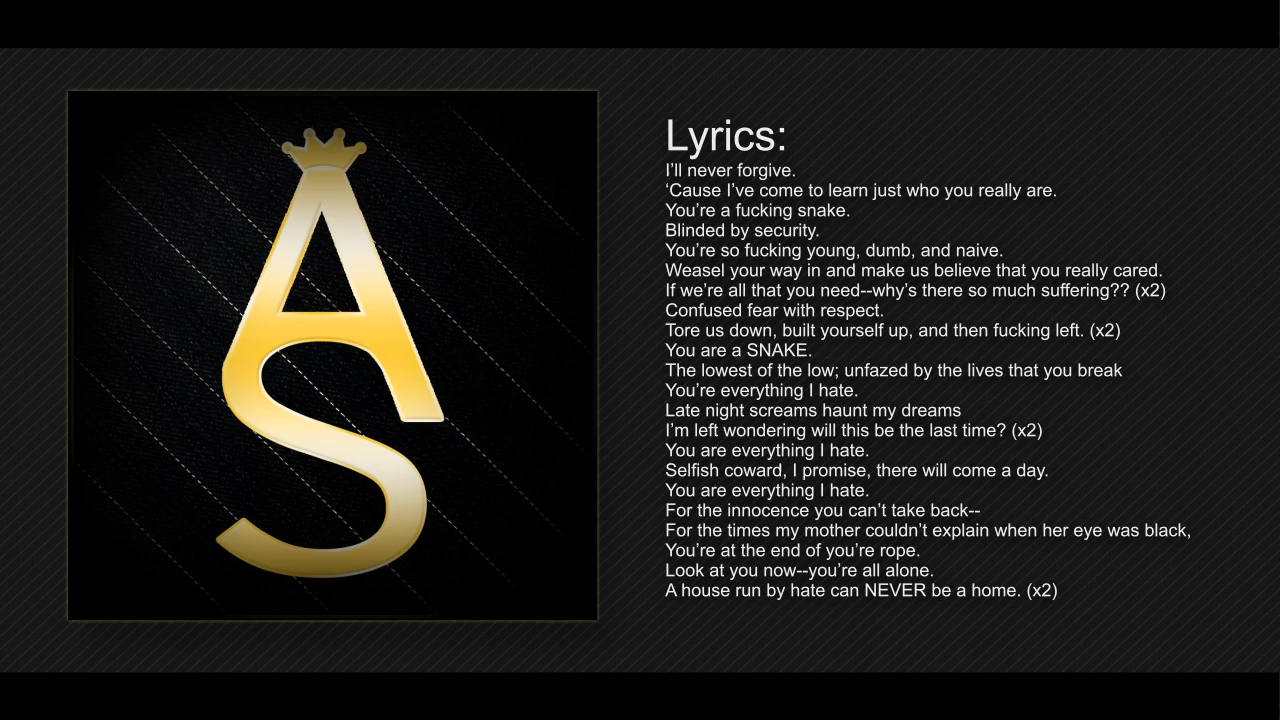 AS
Lyrics:
I’ll never forgive.
‘Cause I’ve come to learn just who you really are.
You’re a fucking snake.
Blinded by security.
You’re so fucking young, dumb, and naive.
Weasel your way in and make us believe that you really cared.
If we’re all that you need--why’s there so much suffering?? (x2)
Confused fear with respect.
Tore us down, built yourself up, and then fucking left. (x2)
You are a SNAKE.
The lowest of the low; unfazed by the lives that you break
You’re everything I hate.
Late night screams haunt my dreams
I’m left wondering will this be the last time? (x2)
You are everything I hate.
Selfish coward, I promise, there will come a day.
You are everything I hate.
For the innocence you can’t take back--
For the times my mother couldn’t explain when her eye was black,
You’re at the end of you’re rope.
Look at you now--you’re all alone.
A house run by hate can NEVER be a home. (x2)